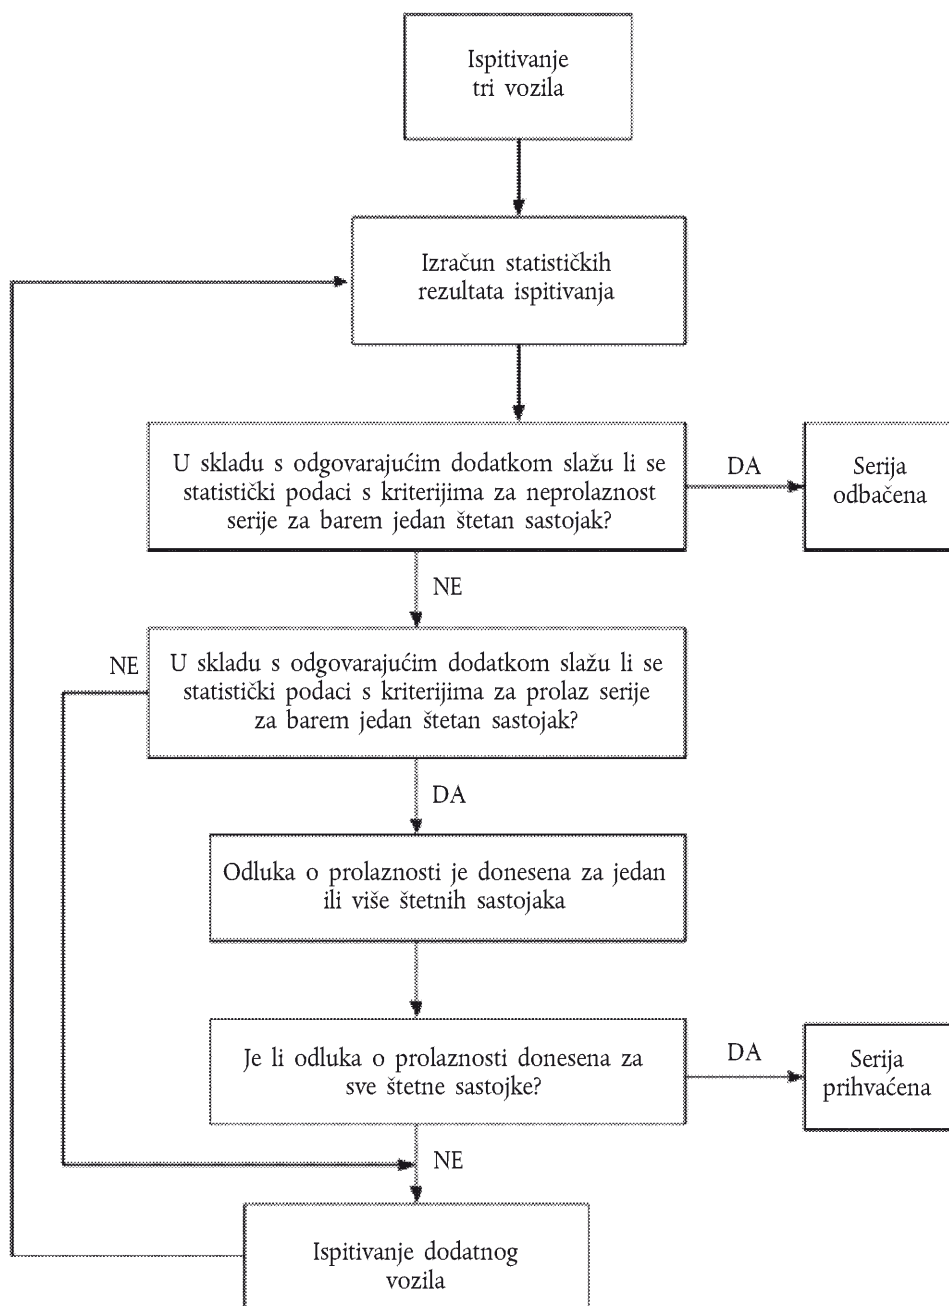 Ispitivanje
tri vozila
Izračun statističkih
rezultata ispitivanja
U skladu s odgovarajućim dodatkom slažu li se
statistički podaci s kriterijima za neprolaznost
serije za barem jedan štetan sastojak?
DA
Serija
odbačena
NE
NE
U skladu s odgovarajućim dodatkom slažu li se
statistički podaci s kriterijima za prolaz serije
za barem jedan štetan sastojak?
DA
Odluka o prolaznosti je donesena za jedan
ili više štetnih sastojaka
Je li odluka o prolaznosti donesena za
sve štetne sastojke?
DA
Serija
prihvaćena
NE
Ispitivanje dodatnog
vozila